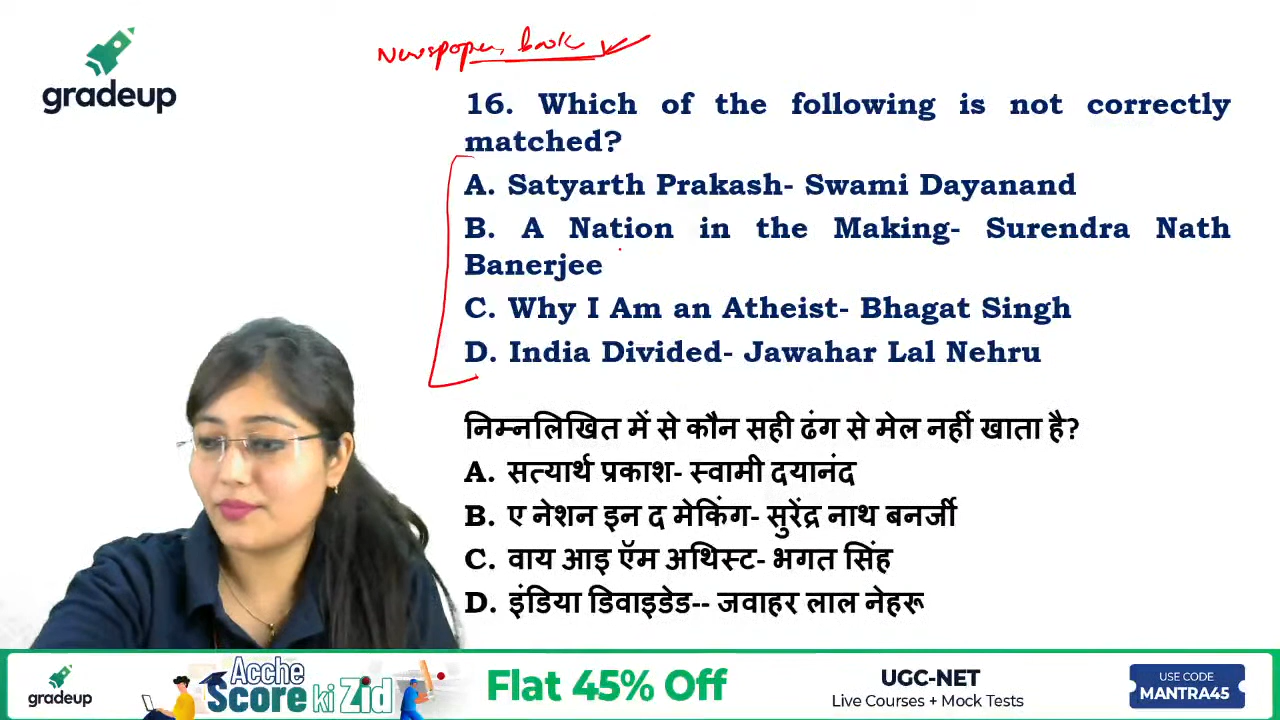 Newspaper, book
gradeup
16. Which of the following is not correctly
matched?
A. Satyarth Prakash- Swami Dayanand
B. A Nation in the Making- Surendra Nath
Banerjee
C. Why I Am an Atheist- Bhagat Singh
D. India Divided- Jawahar Lal Nehru
निम्नलिखित में से कौन सही ढंग से मेल नहीं खाता है?
A. सत्यार्थ प्रकाश- स्वामी दयानंद
B. ए नेशन इन द मेकिंग- सुरेंद्र नाथ बनर्जी
C. वाय आइ ऍम अथिस्ट- भगत सिंह
D. इंडिया डिवाइडेड-- जवाहर लाल नेहरू
gradeup
Acche
Score ki Zid
Flat 45% Off
UGC-NET
Live Courses + Mock Tests
USE CODE
MANTRA45